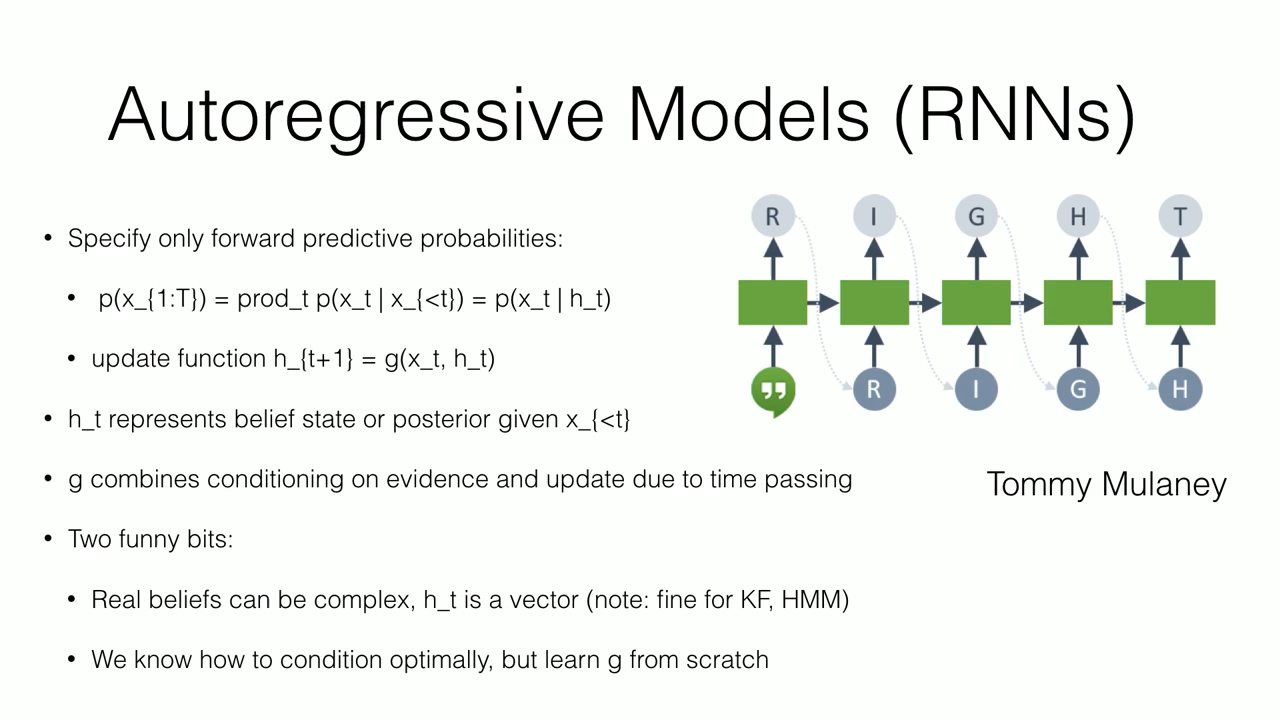 Autoregressive Models (RNNs)
• Specify only forward predictive probabilities:
• p(x_{1:T}) = prod_t p(x_t | x_{<t}) = p(x_t | h_t)
• update function h_{t+1} = g(x_t, h_t)
• h_t represents belief state or posterior given x_{<t}
• g combines conditioning on evidence and update due to time passing
• Two funny bits:
• Real beliefs can be complex, h_t is a vector (note: fine for KF, HMM)
• We know how to condition optimally, but learn g from scratch
R I G H T
" R I G H
Tommy Mulaney